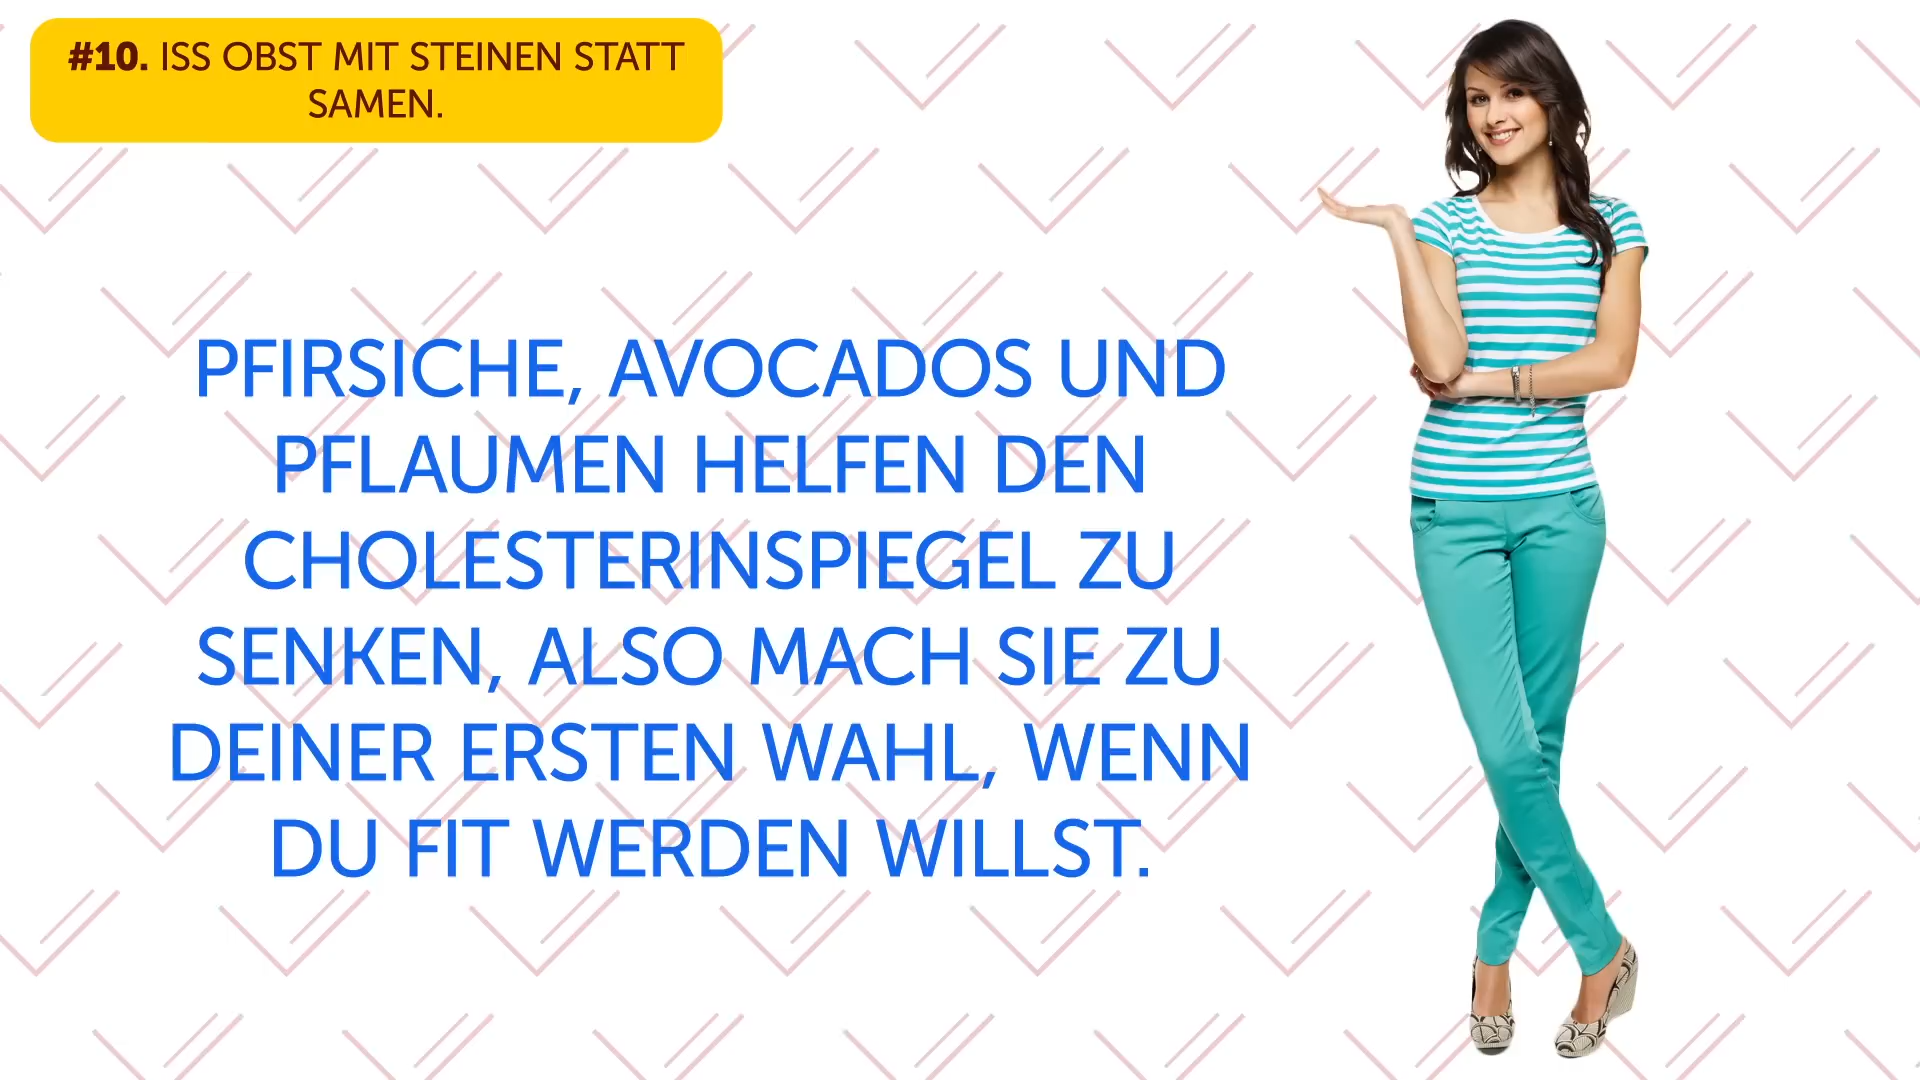 #10. ISS OBST MIT STEINEN STATT
SAMEN.
PFIRSICHE, AVOCADOS UND
PFLAUMEN HELFEN DEN
CHOLESTERINSPIEGEL ZU
SENKEN, ALSO MACH SIE ZU
DEINER ERSTEN WAHL, WENN
DU FIT WERDEN WILLST.